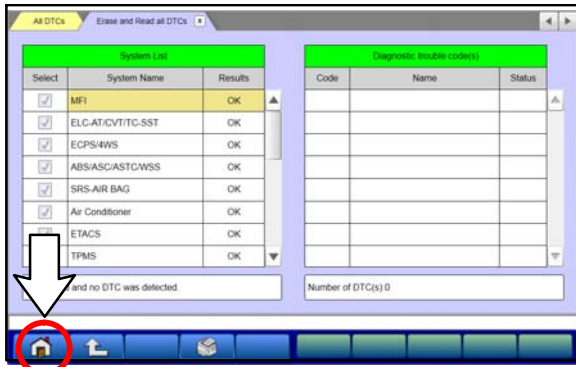 All DTCs
Erase and Read all DTCs
System List
Select System Name Results
MFI OK
ELC-AT/CVT/TC-SST OK
ECPS/4WS OK
ABS/ASC/ASTC/WSS OK
SRS-AIR BAG OK
Air Conditioner OK
ETACS OK
TPMS OK
and no DTC was detected.
Diagnostic trouble code(s)
Code Name Status
Number of DTC(s):0